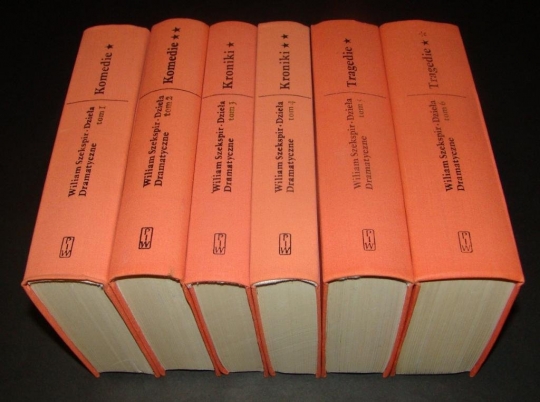 Komedie ★
Wiliam Szekspir · Dzieła
Dramatyczne
tom 1
PIW
Komedie ★★
Wiliam Szekspir · Dzieła
Dramatyczne
tom 2
PIW
Kroniki ★
Wiliam Szekspir · Dzieła
Dramatyczne
tom 3
PIW
Kroniki ★★
Wiliam Szekspir · Dzieła
Dramatyczne
tom 4
PIW
Tragedie ★
Wiliam Szekspir · Dzieła
Dramatyczne
tom 5
PIW
Tragedie ★★
Wiliam Szekspir · Dzieła
Dramatyczne
tom 6
PIW